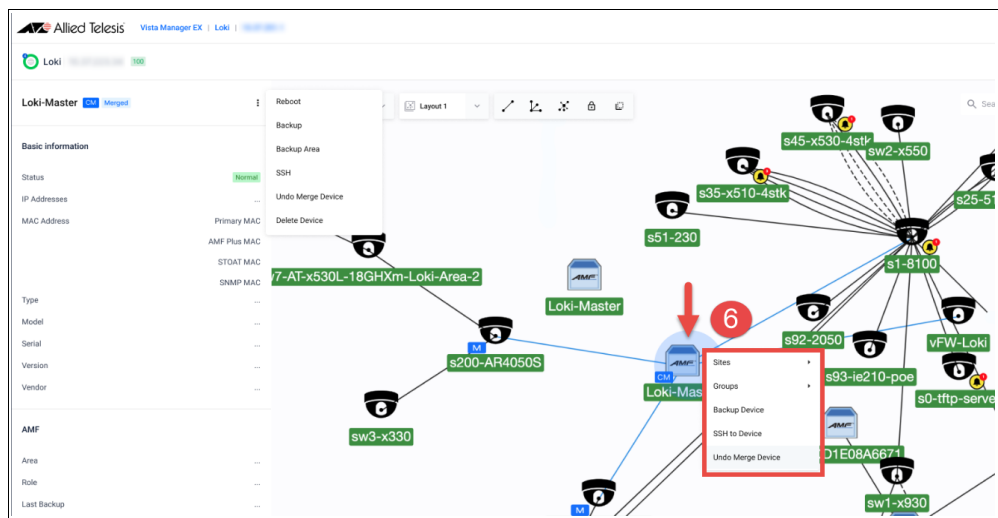 Allied Telesis Vista Manager EX | Loki |
Loki 100
Loki-Master CM Merged
Reboot
Backup
Backup Area
SSH
Undo Merge Device
Delete Device
Layout 1
Basic information
Status Normal
IP Addresses ...
MAC Address Primary MAC
AMF Plus MAC
STOAT MAC
SNMP MAC
Type ...
Model ...
Serial ...
Version ...
Vendor ...
AMF
Area ...
Role ...
Last Backup ...
s45-x530-4stk
sw2-x550
s35-x510-4stk
s51-230
s1-8100
7-AT-x530L-18GHXm-Loki-Area-2
AMF
Loki-Master
6
s92-2050
vFW-Loki
M
s200-AR4050S
AMF
CM
Loki-Mas
Sites
Groups
Backup Device
SSH to Device
Undo Merge Device
s93-ie210-poe
s0-tftp-serve
AMF
D1E08A6671
sw3-x330
sw1-x930
M